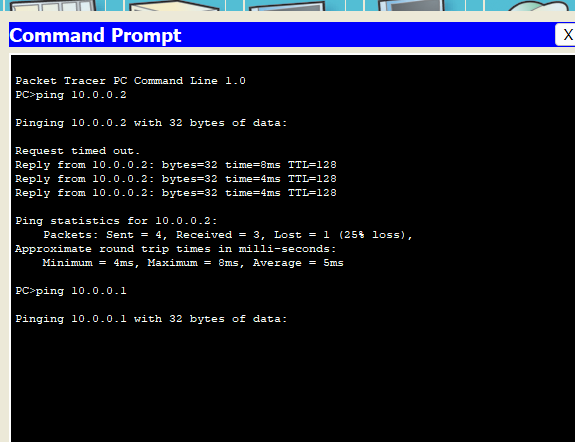 Command Prompt
X
Packet Tracer PC Command Line 1.0
PC>ping 10.0.0.2
Pinging 10.0.0.2 with 32 bytes of data:
Request timed out.
Reply from 10.0.0.2: bytes=32 time=8ms TTL=128
Reply from 10.0.0.2: bytes=32 time=4ms TTL=128
Reply from 10.0.0.2: bytes=32 time=4ms TTL=128
Ping statistics for 10.0.0.2:
Packets: Sent = 4, Received = 3, Lost = 1 (25% loss),
Approximate round trip times in milli-seconds:
Minimum = 4ms, Maximum = 8ms, Average = 5ms
PC>ping 10.0.0.1
Pinging 10.0.0.1 with 32 bytes of data: